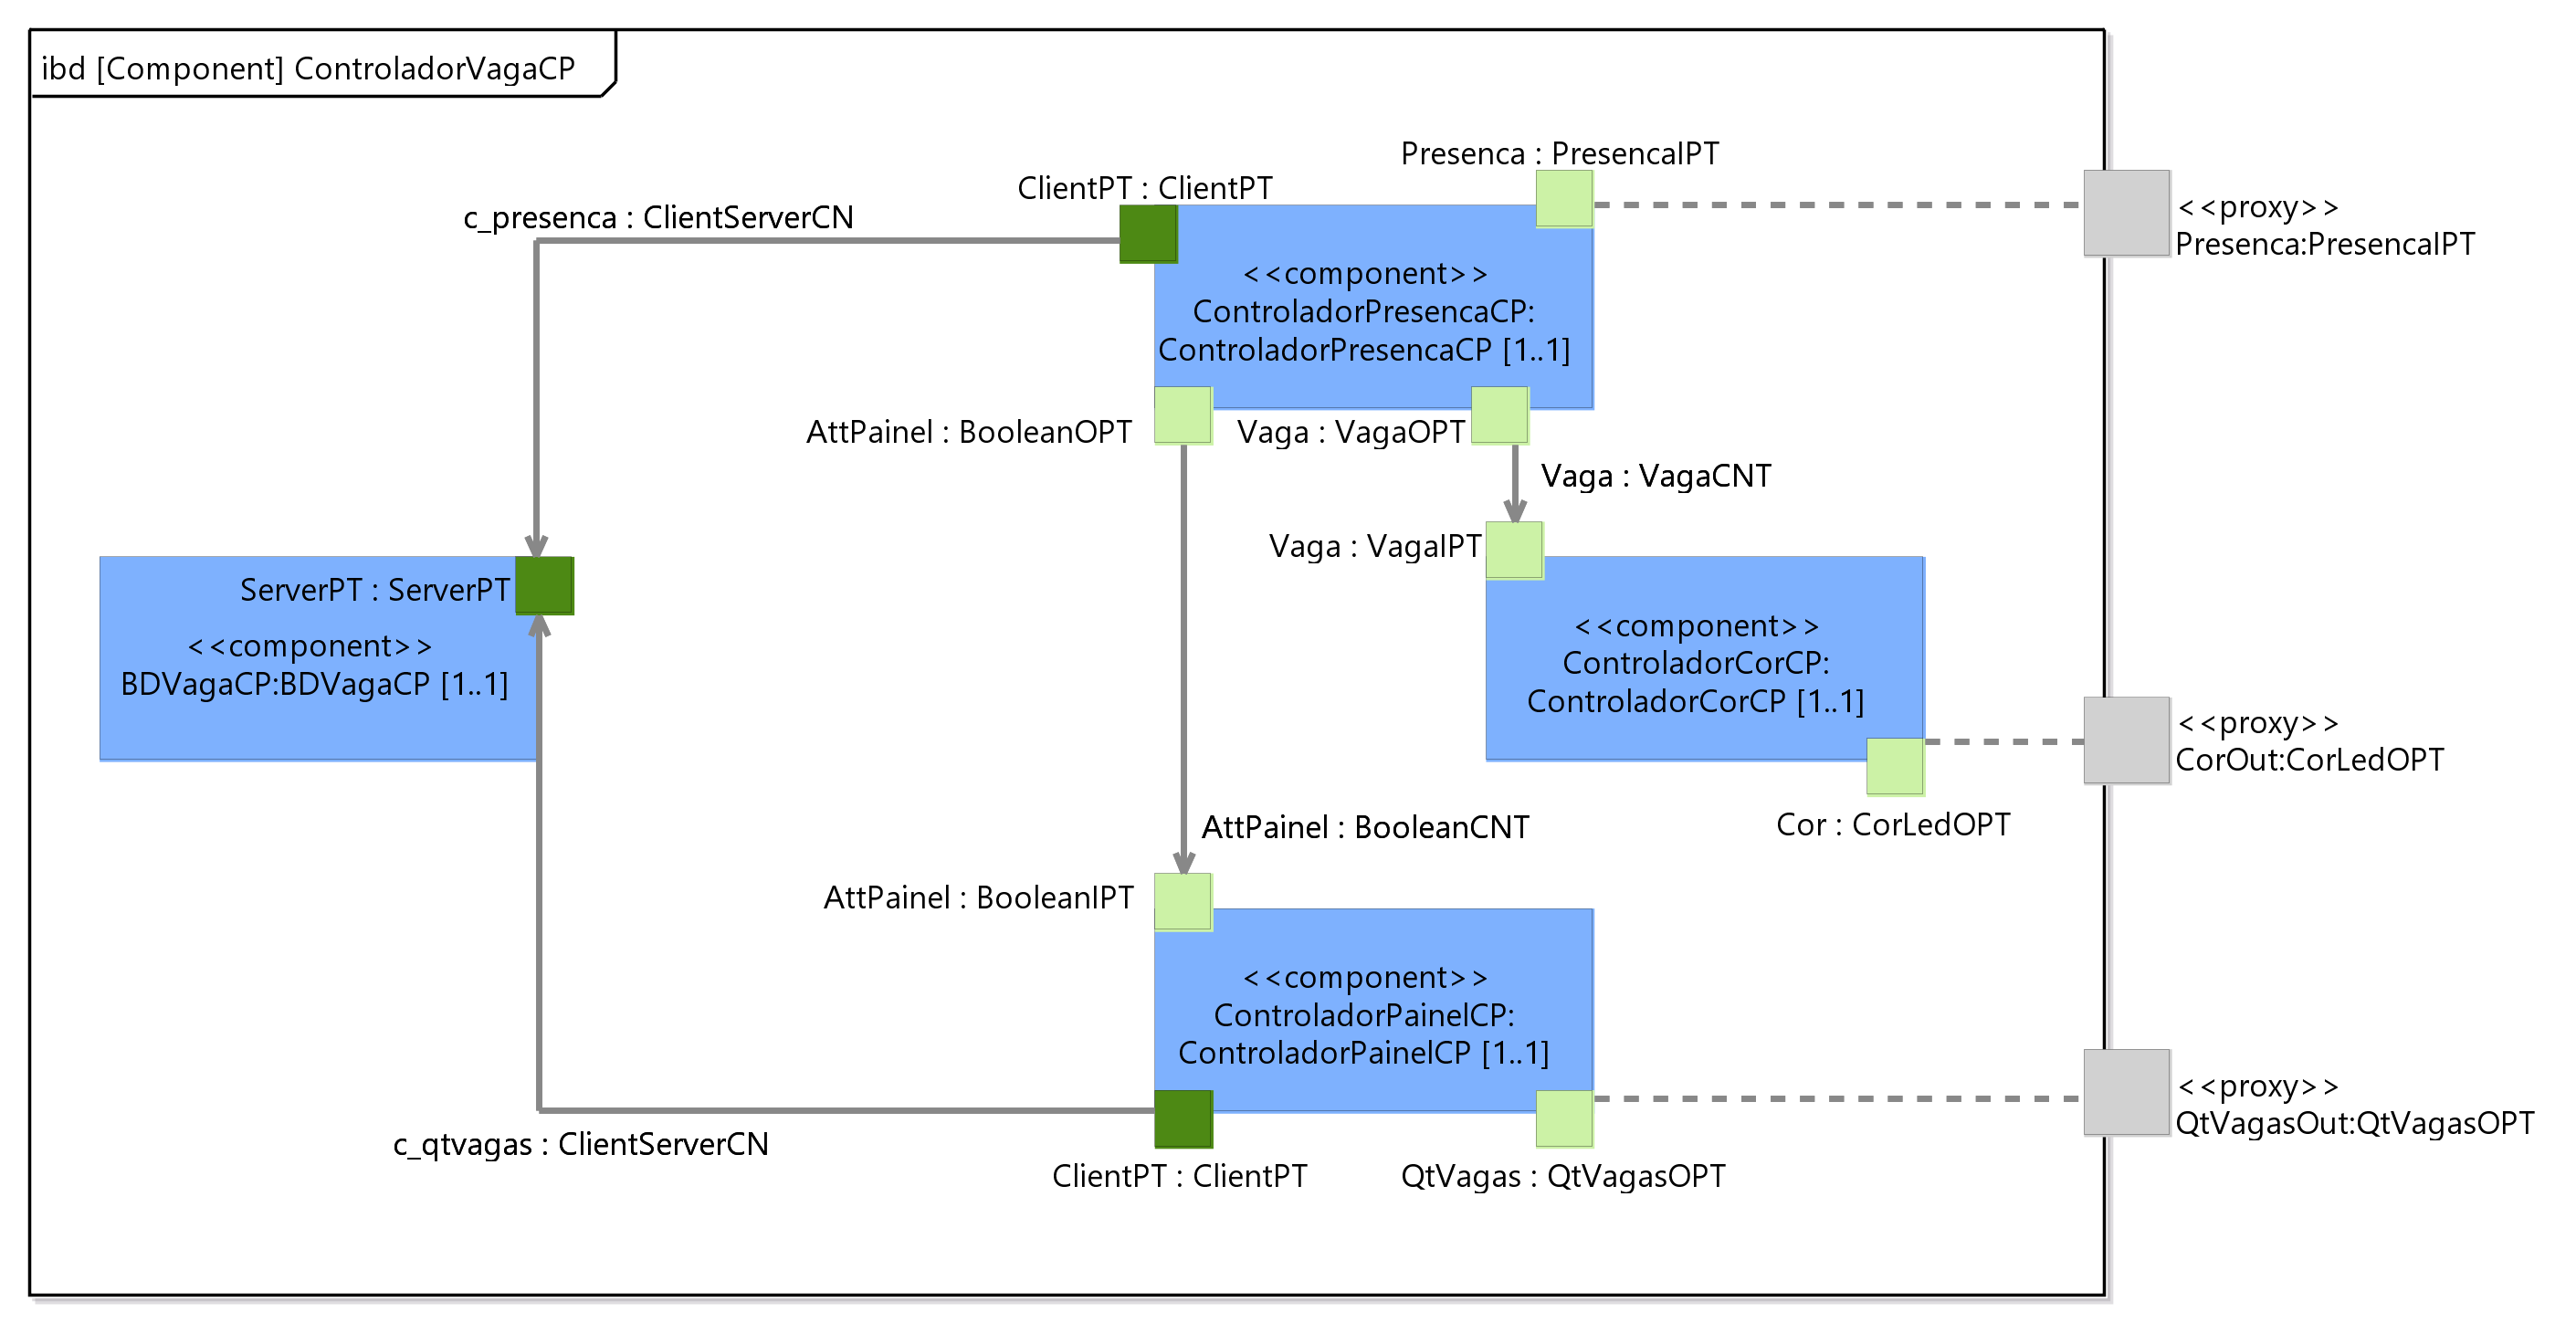 ibd [Component] ControladorVagaCP
Presenca : PresencaIPT
ClientPT : ClientPT
c_presenca : ClientServerCN
<<proxy>>
Presenca:PresencaIPT
<<component>>
ControladorPresencaCP:
ControladorPresencaCP [1..1]
AttPainel : BooleanOPT
Vaga : VagaOPT
Vaga : VagaCNT
Vaga : VagaIPT
ServerPT : ServerPT
<<component>>
BDVagaCP:BDVagaCP [1..1]
<<component>>
ControladorCorCP:
ControladorCorCP [1..1]
<<proxy>>
CorOut:CorLedOPT
Cor : CorLedOPT
AttPainel : BooleanCNT
AttPainel : BooleanIPT
<<component>>
ControladorPainelCP:
ControladorPainelCP [1..1]
<<proxy>>
QtVagasOut:QtVagasOPT
c_qtvagas : ClientServerCN
ClientPT : ClientPT
QtVagas : QtVagasOPT